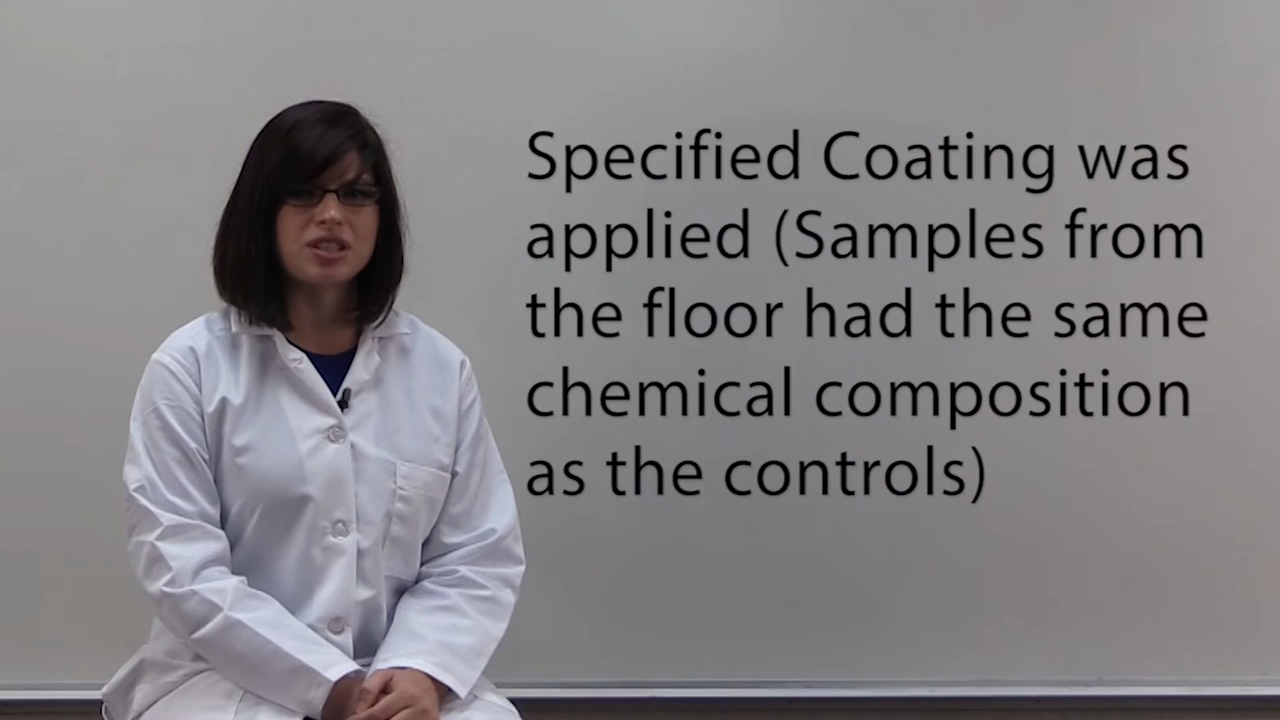 Specified Coating was
applied (Samples from
the floor had the same
chemical composition
as the controls)